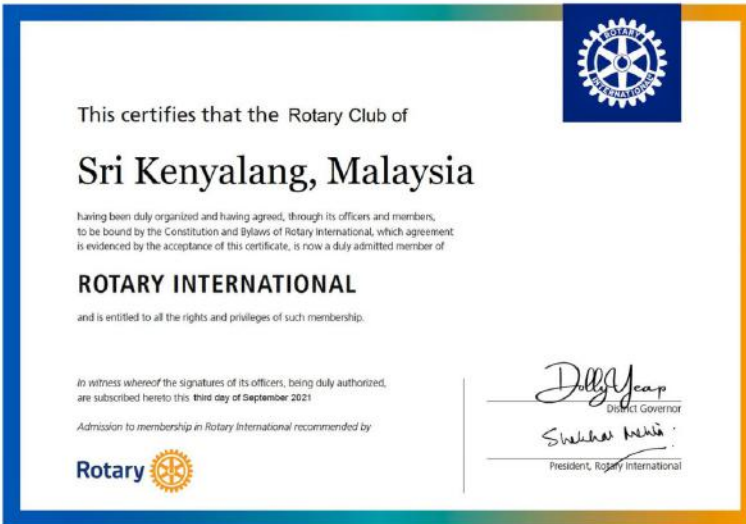 ROTARY
INTERNATIONAL
This certifies that the Rotary Club of
Sri Kenyalang, Malaysia
having been duly organized and having agreed, through its officers and members,
to be bound by the Constitution and Bylaws of Rotary International, which agreement
is evidenced by the acceptance of this certificate, is now a duly admitted member of
ROTARY INTERNATIONAL
and is entitled to all the rights and privileges of such membership.
In witness whereof the signatures of its officers, being duly authorized,
are subscribed hereto this third day of September 2021
Admission to membership in Rotary International recommended by
Rotary
Dolly Yeap
District Governor
Shekhar Mehta
President, Rotary International